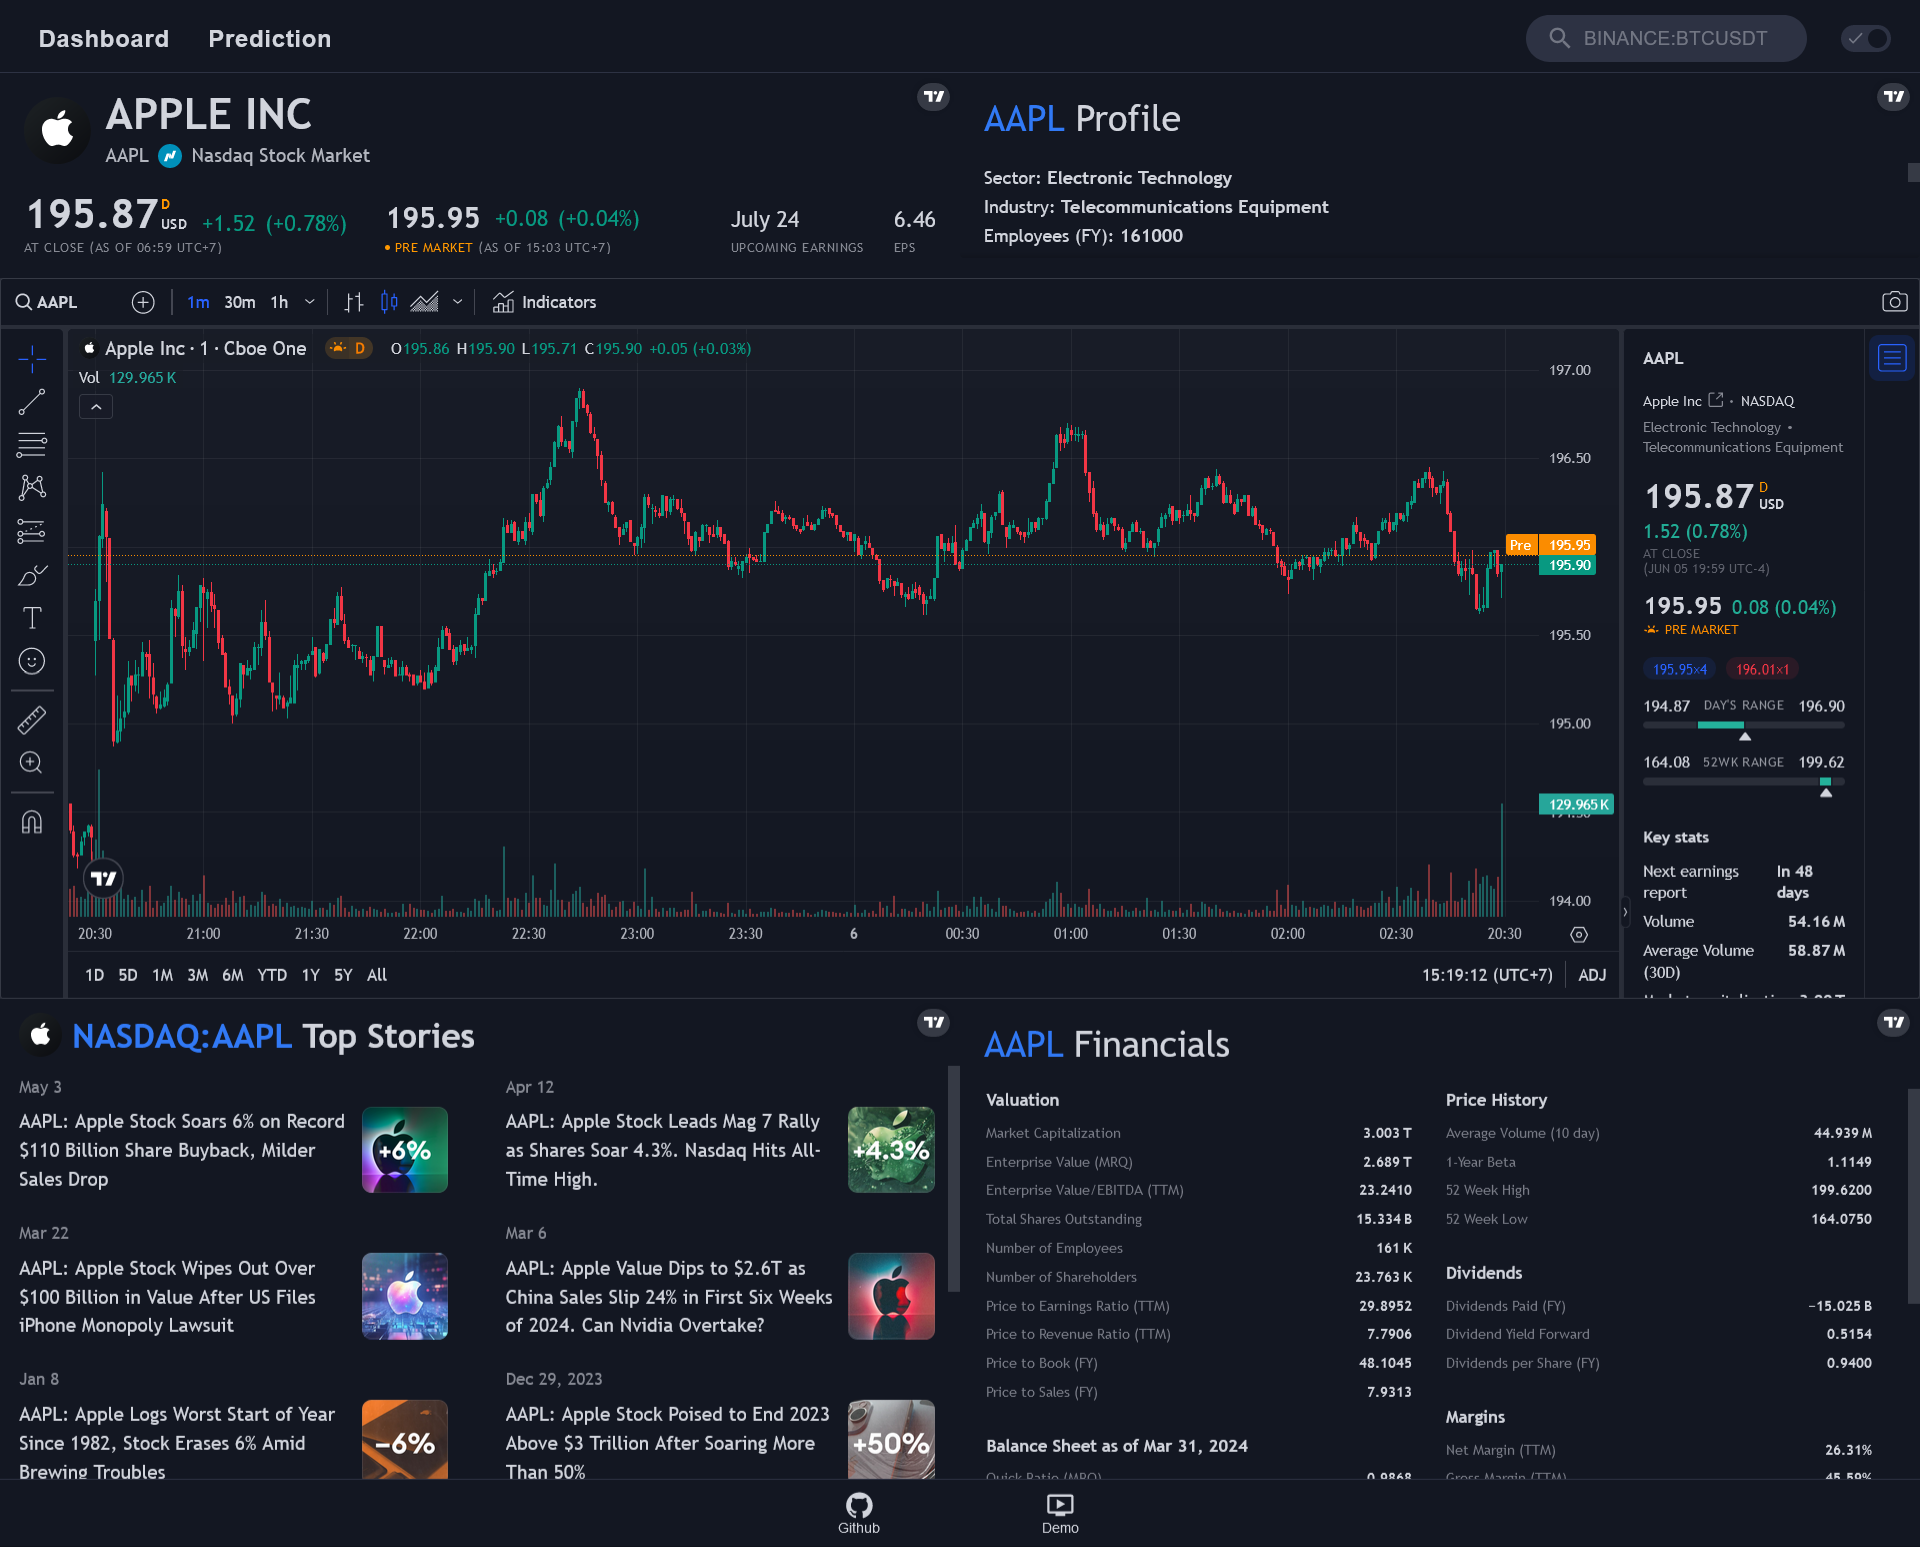 Dashboard Prediction
BINANCE:BTCUSDT
APPLE INC
AAPL Nasdaq Stock Market
195.87 D USD +1.52 (+0.78%)
AT CLOSE (AS OF 06:59 UTC+7)
195.95 +0.08 (+0.04%)
PRE MARKET (AS OF 15:03 UTC+7)
July 24
UPCOMING EARNINGS
6.46
EPS
AAPL Profile
Sector: Electronic Technology
Industry: Telecommunications Equipment
Employees (FY): 161000
AAPL 1m 30m 1h Indicators
Apple Inc · 1 · Cboe One D O195.86 H195.90 L195.71 C195.90 +0.05 (+0.03%)
Vol 129.965 K
197.00
196.50
Pre 195.95
195.90
195.50
195.00
129.965 K
194.00
20:30 21:00 21:30 22:00 22:30 23:00 23:30 6 00:30 01:00 01:30 02:00 02:30 20:30
1D 5D 1M 3M 6M YTD 1Y 5Y All
15:19:12 (UTC+7) ADJ
AAPL
Apple Inc · NASDAQ
Electronic Technology •
Telecommunications Equipment
195.87 D USD
1.52 (0.78%)
AT CLOSE
(JUN 05 19:59 UTC-4)
195.95 0.08 (0.04%)
PRE MARKET
195.95×4 196.01×1
194.87 DAY'S RANGE 196.90
164.08 52WK RANGE 199.62
Key stats
Next earnings report In 48 days
Volume 54.16 M
Average Volume (30D) 58.87 M
NASDAQ:AAPL Top Stories
May 3
AAPL: Apple Stock Soars 6% on Record
$110 Billion Share Buyback, Milder
Sales Drop
+6%
Apr 12
AAPL: Apple Stock Leads Mag 7 Rally
as Shares Soar 4.3%. Nasdaq Hits All-
Time High.
+4.3%
Mar 22
AAPL: Apple Stock Wipes Out Over
$100 Billion in Value After US Files
iPhone Monopoly Lawsuit
Mar 6
AAPL: Apple Value Dips to $2.6T as
China Sales Slip 24% in First Six Weeks
of 2024. Can Nvidia Overtake?
Jan 8
AAPL: Apple Logs Worst Start of Year
Since 1982, Stock Erases 6% Amid
Brewing Troubles
−6%
Dec 29, 2023
AAPL: Apple Stock Poised to End 2023
Above $3 Trillion After Soaring More
Than 50%
+50%
AAPL Financials
Valuation
Market Capitalization 3.003 T
Enterprise Value (MRQ) 2.689 T
Enterprise Value/EBITDA (TTM) 23.2410
Total Shares Outstanding 15.334 B
Number of Employees 161 K
Number of Shareholders 23.763 K
Price to Earnings Ratio (TTM) 29.8952
Price to Revenue Ratio (TTM) 7.7906
Price to Book (FY) 48.1045
Price to Sales (FY) 7.9313
Balance Sheet as of Mar 31, 2024
Quick Ratio (MRQ) 0.9868
Price History
Average Volume (10 day) 44.939 M
1-Year Beta 1.1149
52 Week High 199.6200
52 Week Low 164.0750
Dividends
Dividends Paid (FY) −15.025 B
Dividend Yield Forward 0.5154
Dividends per Share (FY) 0.9400
Margins
Net Margin (TTM) 26.31%
Gross Margin (TTM) 45.59%
Github
Demo